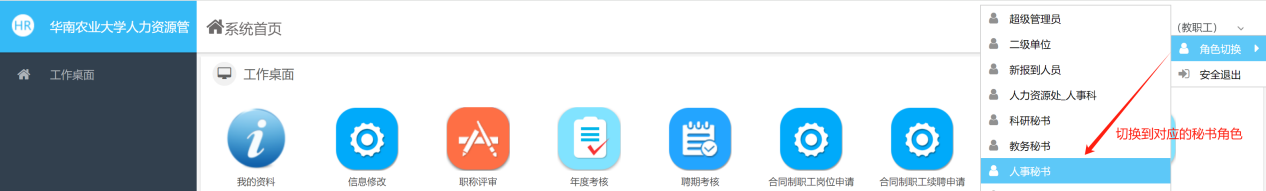 HR 华南农业大学人力资源管
系统首页
(教职工)
工作桌面
工作桌面
我的资料
信息修改
职称评审
年度考核
聘期考核
合同制职工岗位申请
合同制职工续聘申请
超级管理员
二级单位
新报到人员
人力资源处_人事科
科研秘书
教务秘书
人事秘书
角色切换
安全退出
切换到对应的秘书角色